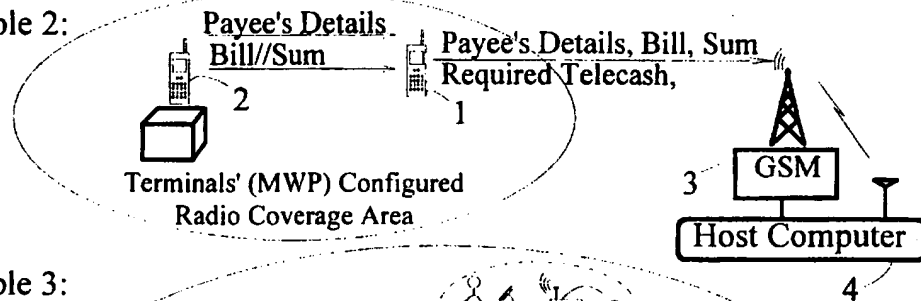 ple 2:
Payee's Details
Bill//Sum
Payee's Details, Bill, Sum
Required Telecash,
2
1
3
GSM
Terminals' (MWP) Configured
Radio Coverage Area
Host Computer
4
ple 3: